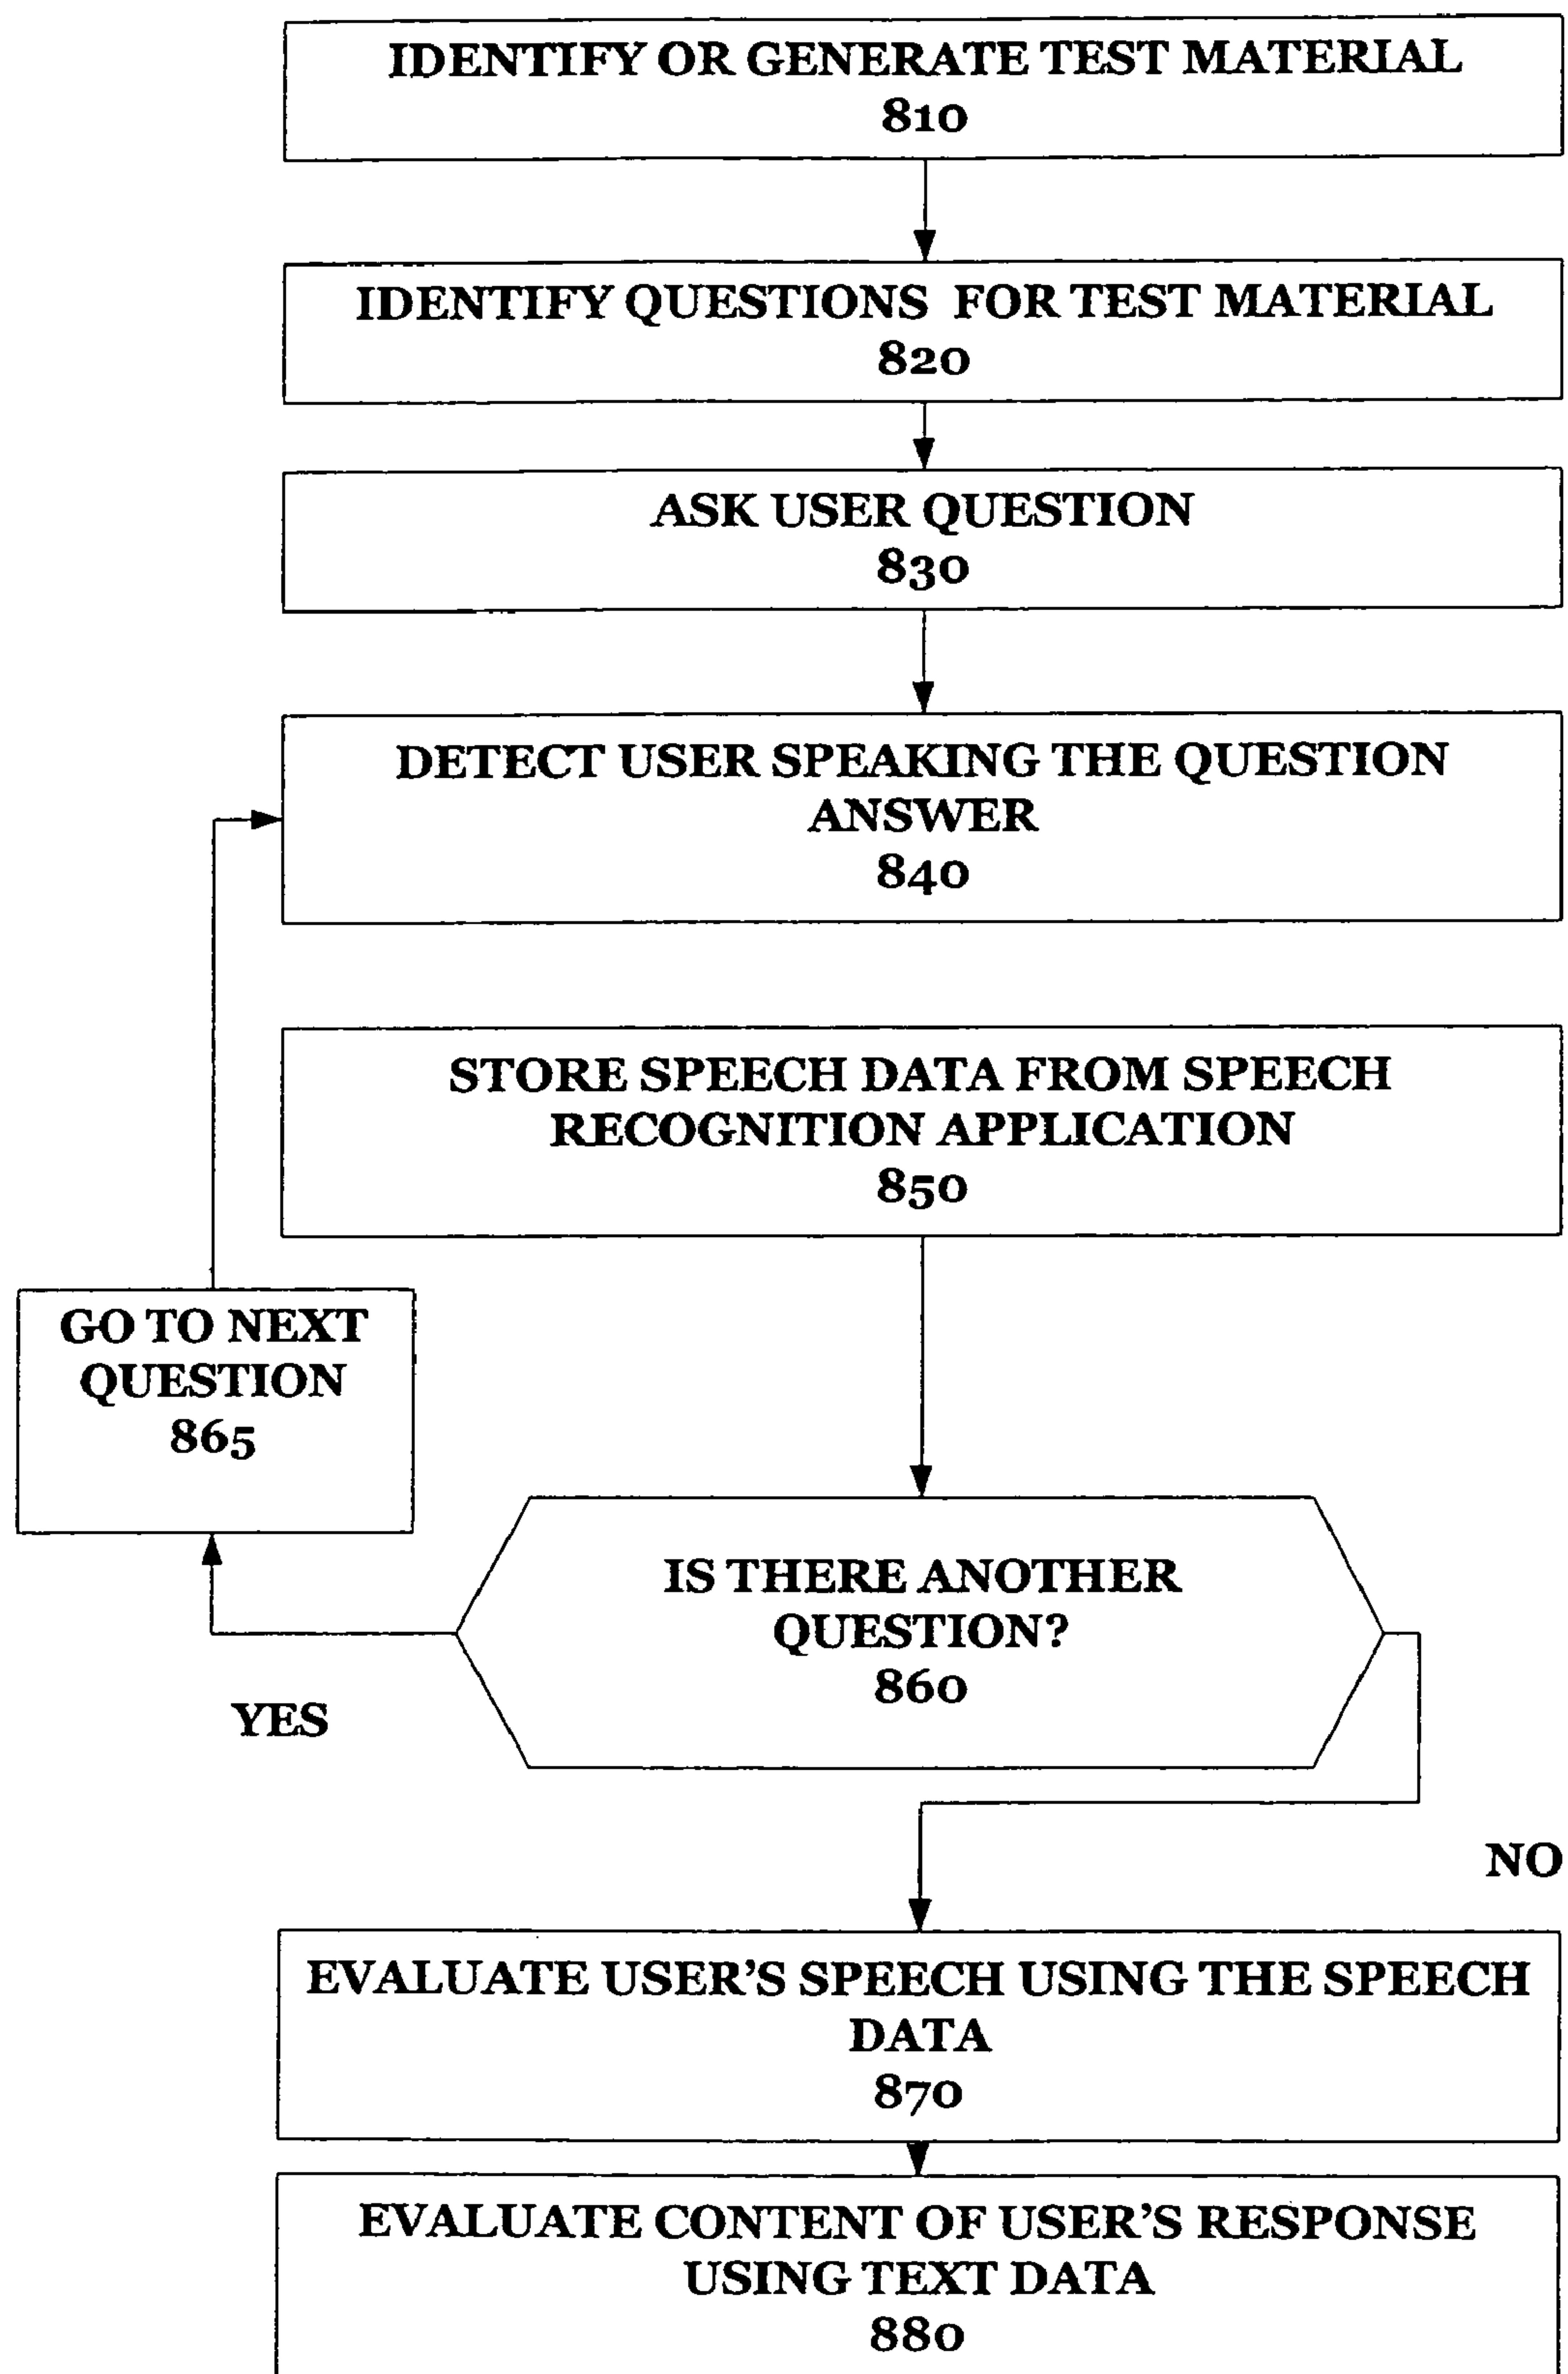 IDENTIFY OR GENERATE TEST MATERIAL
810
IDENTIFY QUESTIONS FOR TEST MATERIAL
820
ASK USER QUESTION
830
DETECT USER SPEAKING THE QUESTION
ANSWER
840
STORE SPEECH DATA FROM SPEECH
RECOGNITION APPLICATION
850
GO TO NEXT
QUESTION
865
IS THERE ANOTHER
QUESTION?
860
YES
NO
EVALUATE USER'S SPEECH USING THE SPEECH
DATA
870
EVALUATE CONTENT OF USER'S RESPONSE
USING TEXT DATA
880